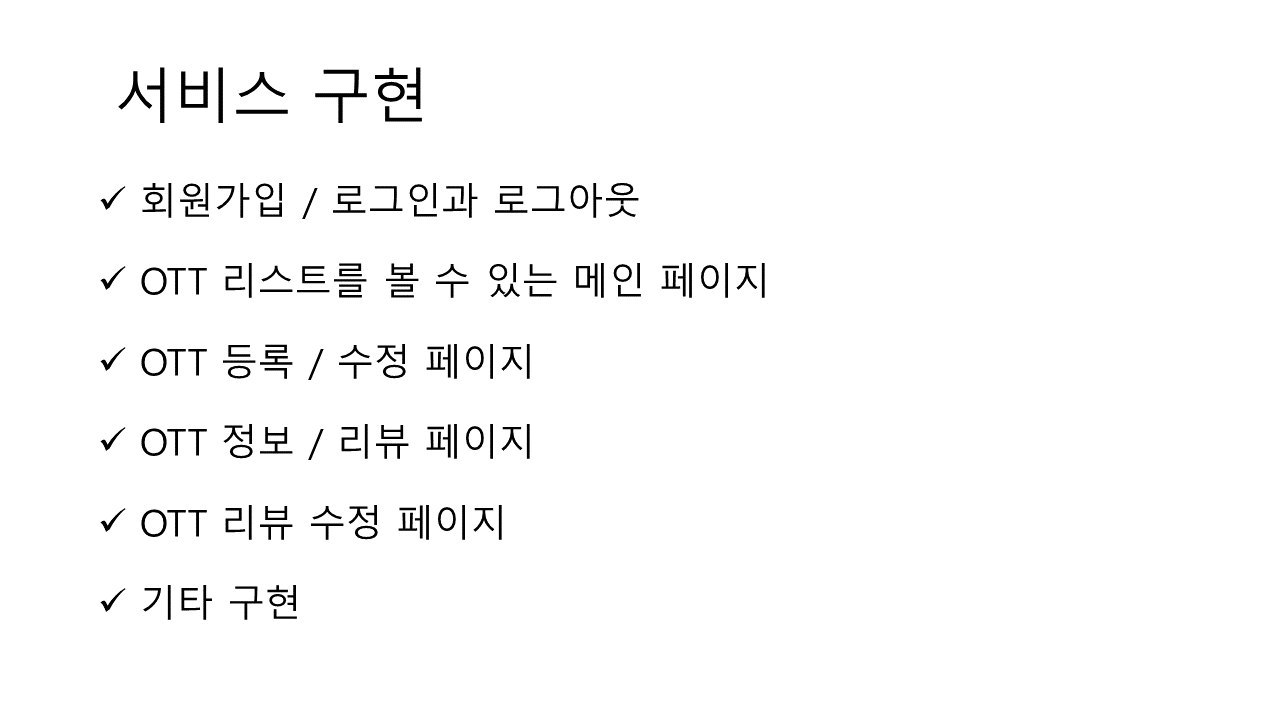 서비스 구현
✓ 회원가입 / 로그인과 로그아웃
✓ OTT 리스트를 볼 수 있는 메인 페이지
✓ OTT 등록 / 수정 페이지
✓ OTT 정보 / 리뷰 페이지
✓ OTT 리뷰 수정 페이지
✓ 기타 구현